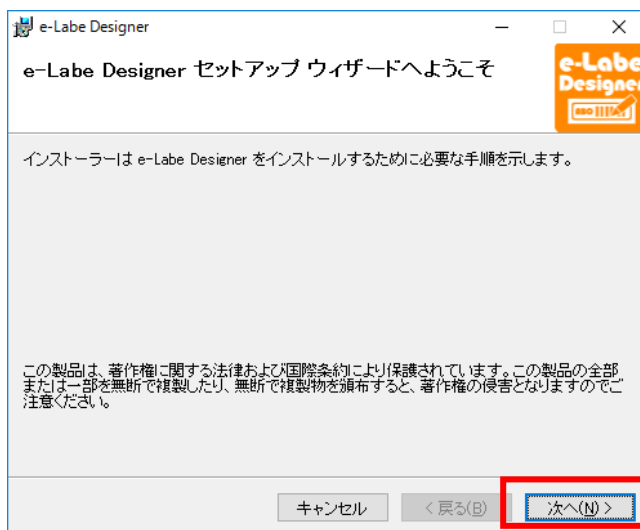 e-Labe Designer
e-Labe Designer セットアップ ウィザードへようこそ
e-Labe
Designer
ABC
インストーラーは e-Labe Designer をインストールするために必要な手順を示します。
この製品は、著作権に関する法律および国際条約により保護されています。この製品の全部
または一部を無断で複製したり、無断で複製物を頒布すると、著作権の侵害となりますのでご
注意ください。
キャンセル
< 戻る(B)
次へ(N) >